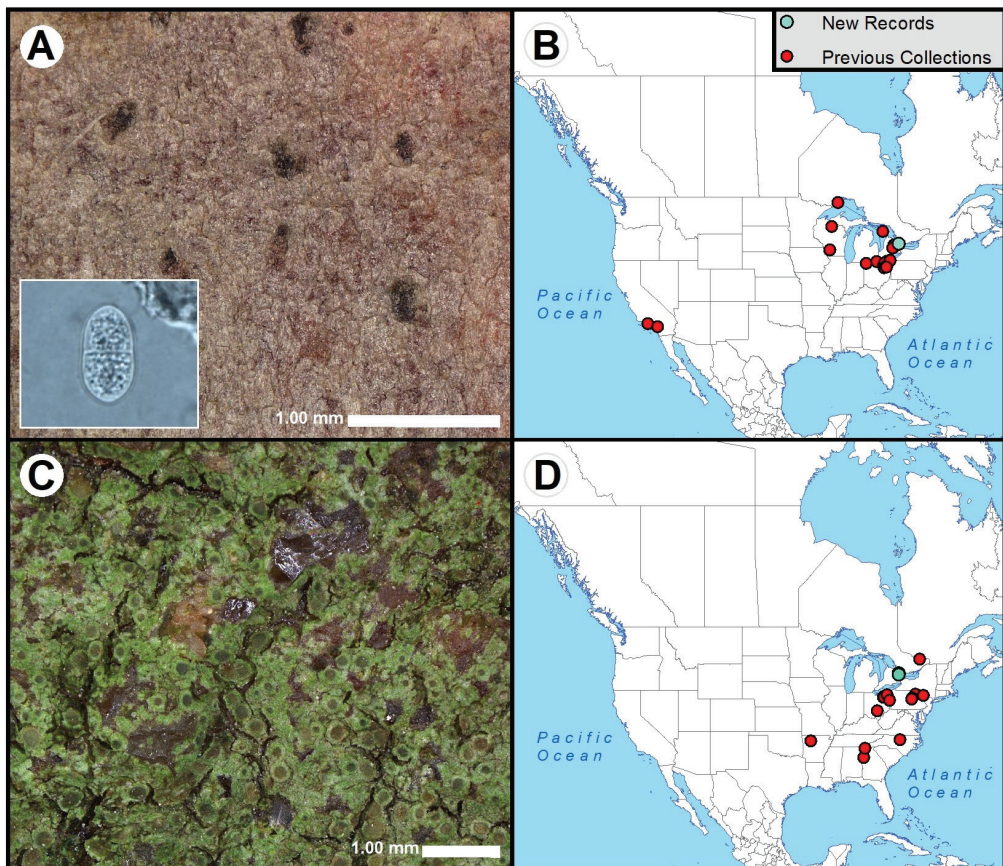 A
1.00 mm
B
New Records
Previous Collections
Pacific
Ocean
Atlantic
Ocean
C
1.00 mm
D
Pacific
Ocean
Atlantic
Ocean